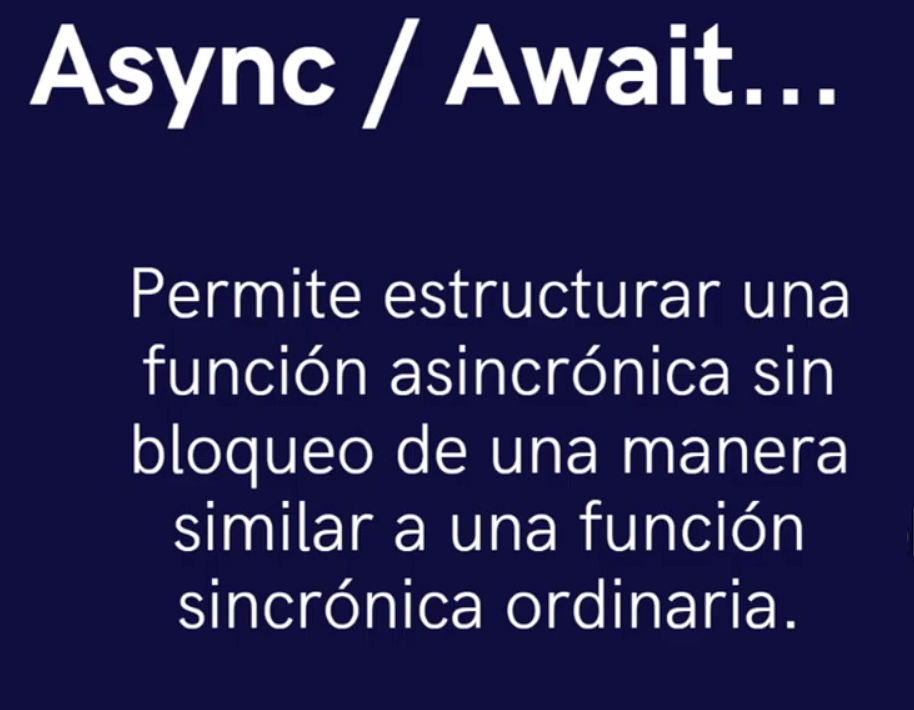 Async / Await...
Permite estructurar una
función asincrónica sin
bloqueo de una manera
similar a una función
sincrónica ordinaria.